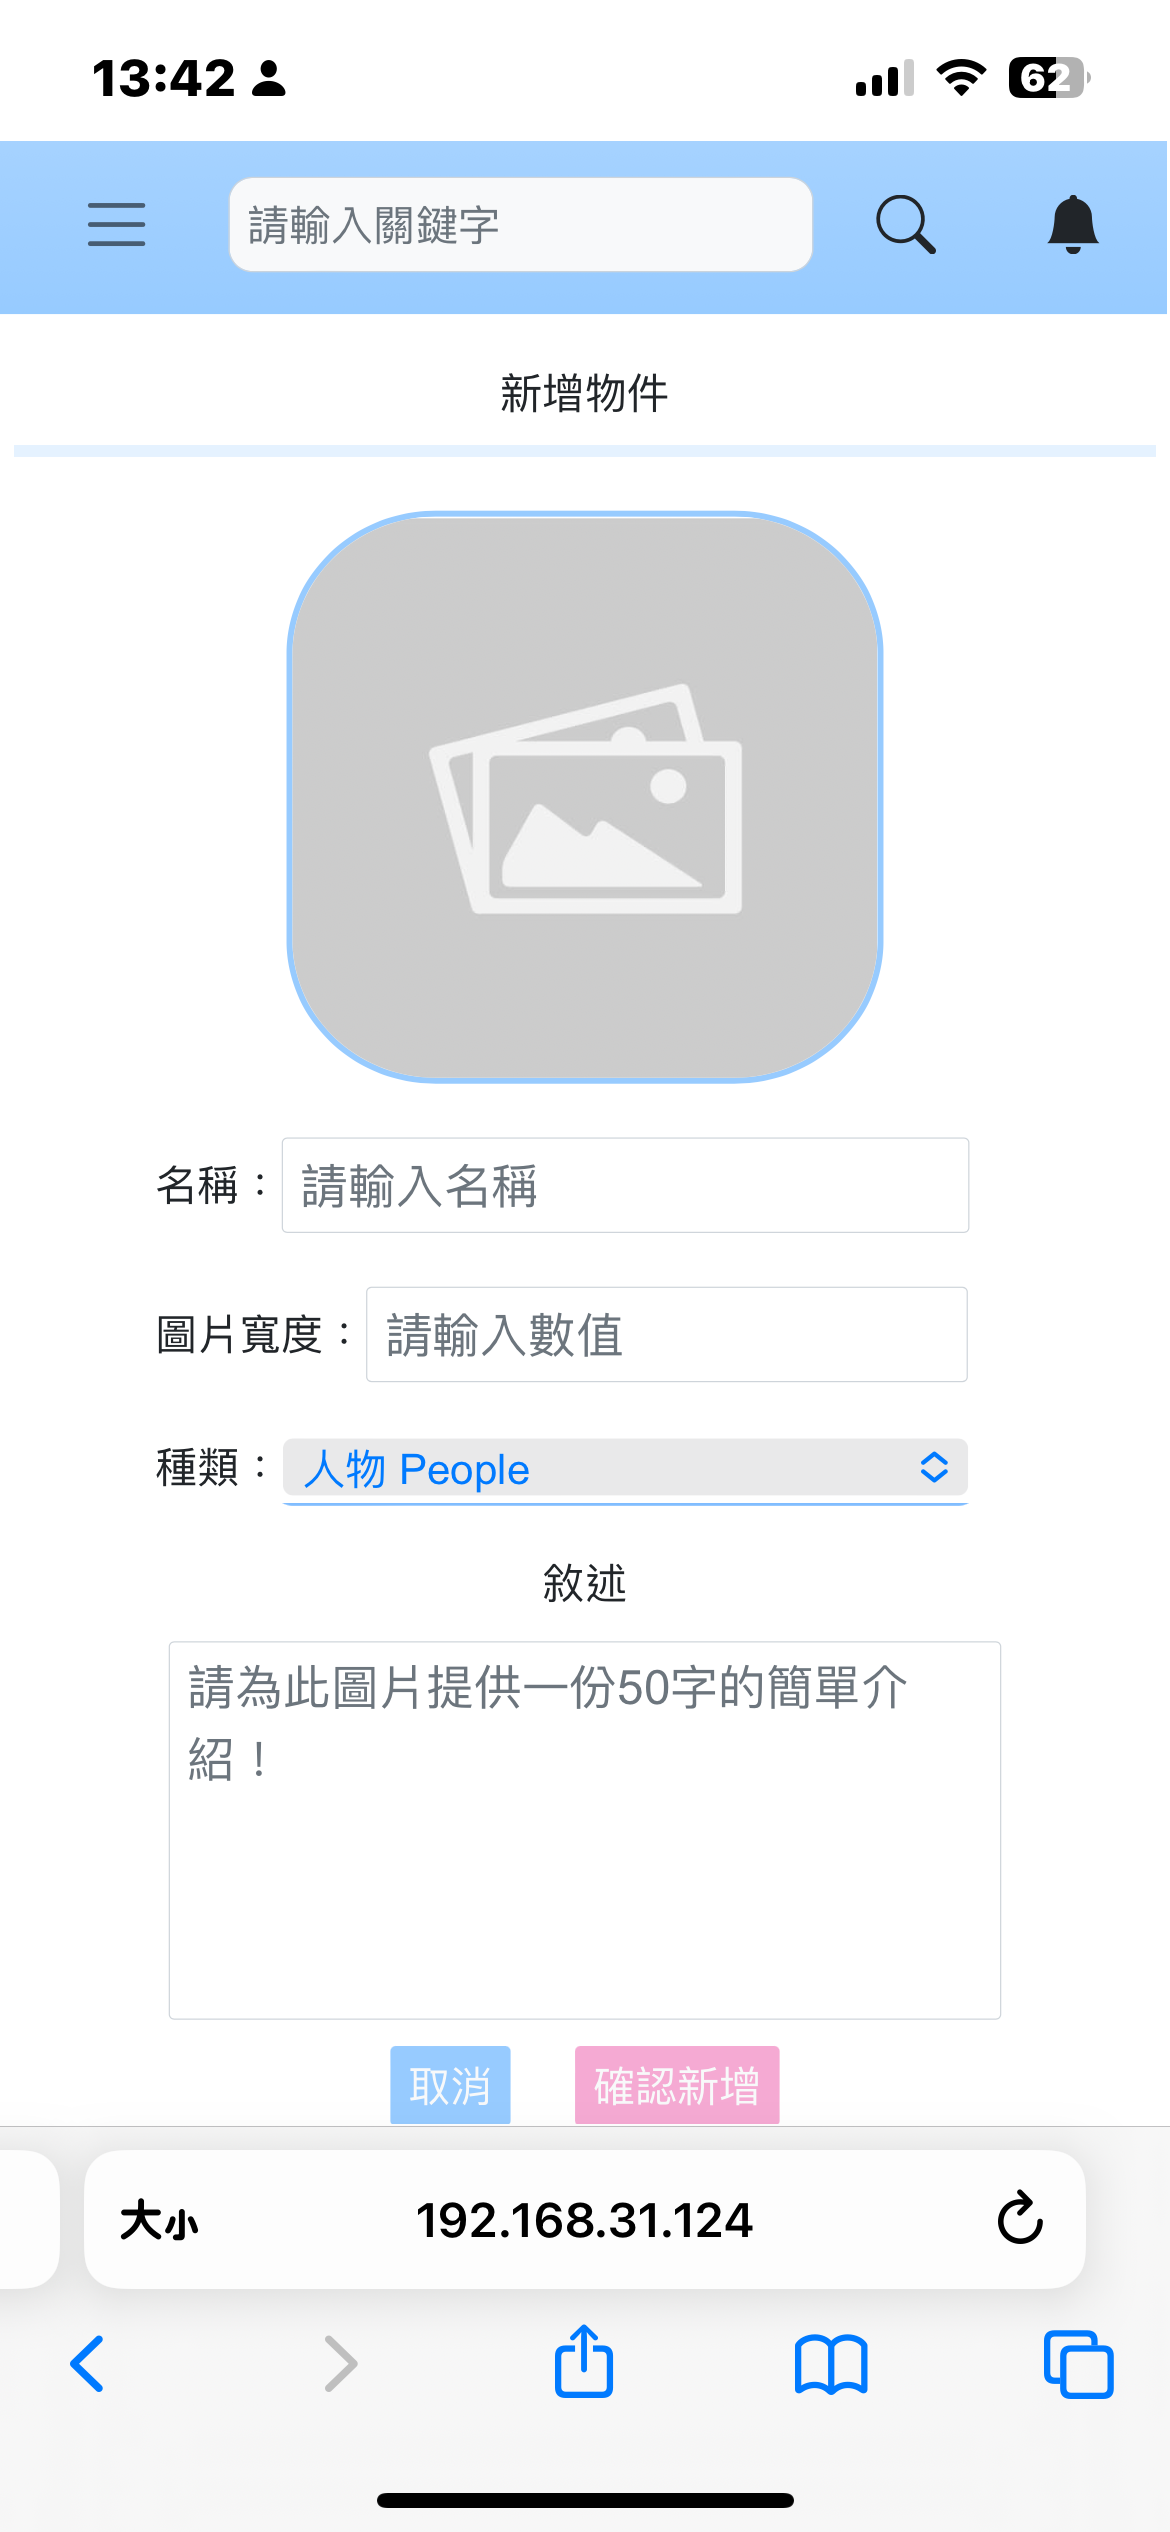 13:42
62
請輸入關鍵字
新增物件
名稱：請輸入名稱
圖片寬度：請輸入數值
種類：人物 People
敘述
請為此圖片提供一份50字的簡單介
紹！
取消 確認新增
大小 192.168.31.124